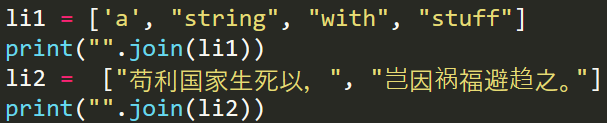 li1 = ['a', "string", "with", "stuff"]
print("".join(li1))
li2 =  ["苟利国家生死以，", "岂因祸福避趋之。"]
print("".join(li2))